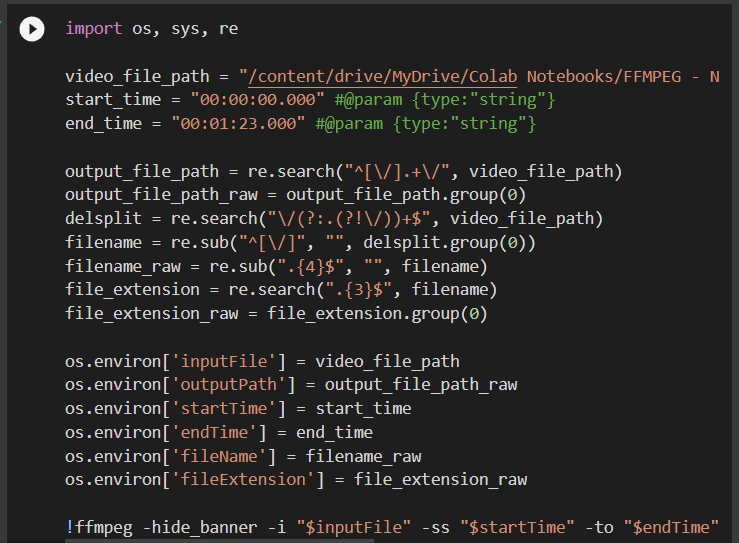 import os, sys, re
video_file_path = "/content/drive/MyDrive/Colab Notebooks/FFMPEG - N
start_time = "00:00:00.000" #@param {type:"string"}
end_time = "00:01:23.000" #@param {type:"string"}
output_file_path = re.search("^[\/].+\/", video_file_path)
output_file_path_raw = output_file_path.group(0)
delsplit = re.search("\/(?:.(?!\/))+$", video_file_path)
filename = re.sub("^[\/]", "", delsplit.group(0))
filename_raw = re.sub(".{4}$", "", filename)
file_extension = re.search(".{3}$", filename)
file_extension_raw = file_extension.group(0)
os.environ['inputFile'] = video_file_path
os.environ['outputPath'] = output_file_path_raw
os.environ['startTime'] = start_time
os.environ['endTime'] = end_time
os.environ['fileName'] = filename_raw
os.environ['fileExtension'] = file_extension_raw
!ffmpeg -hide_banner -i "$inputFile" -ss "$startTime" -to "$endTime"